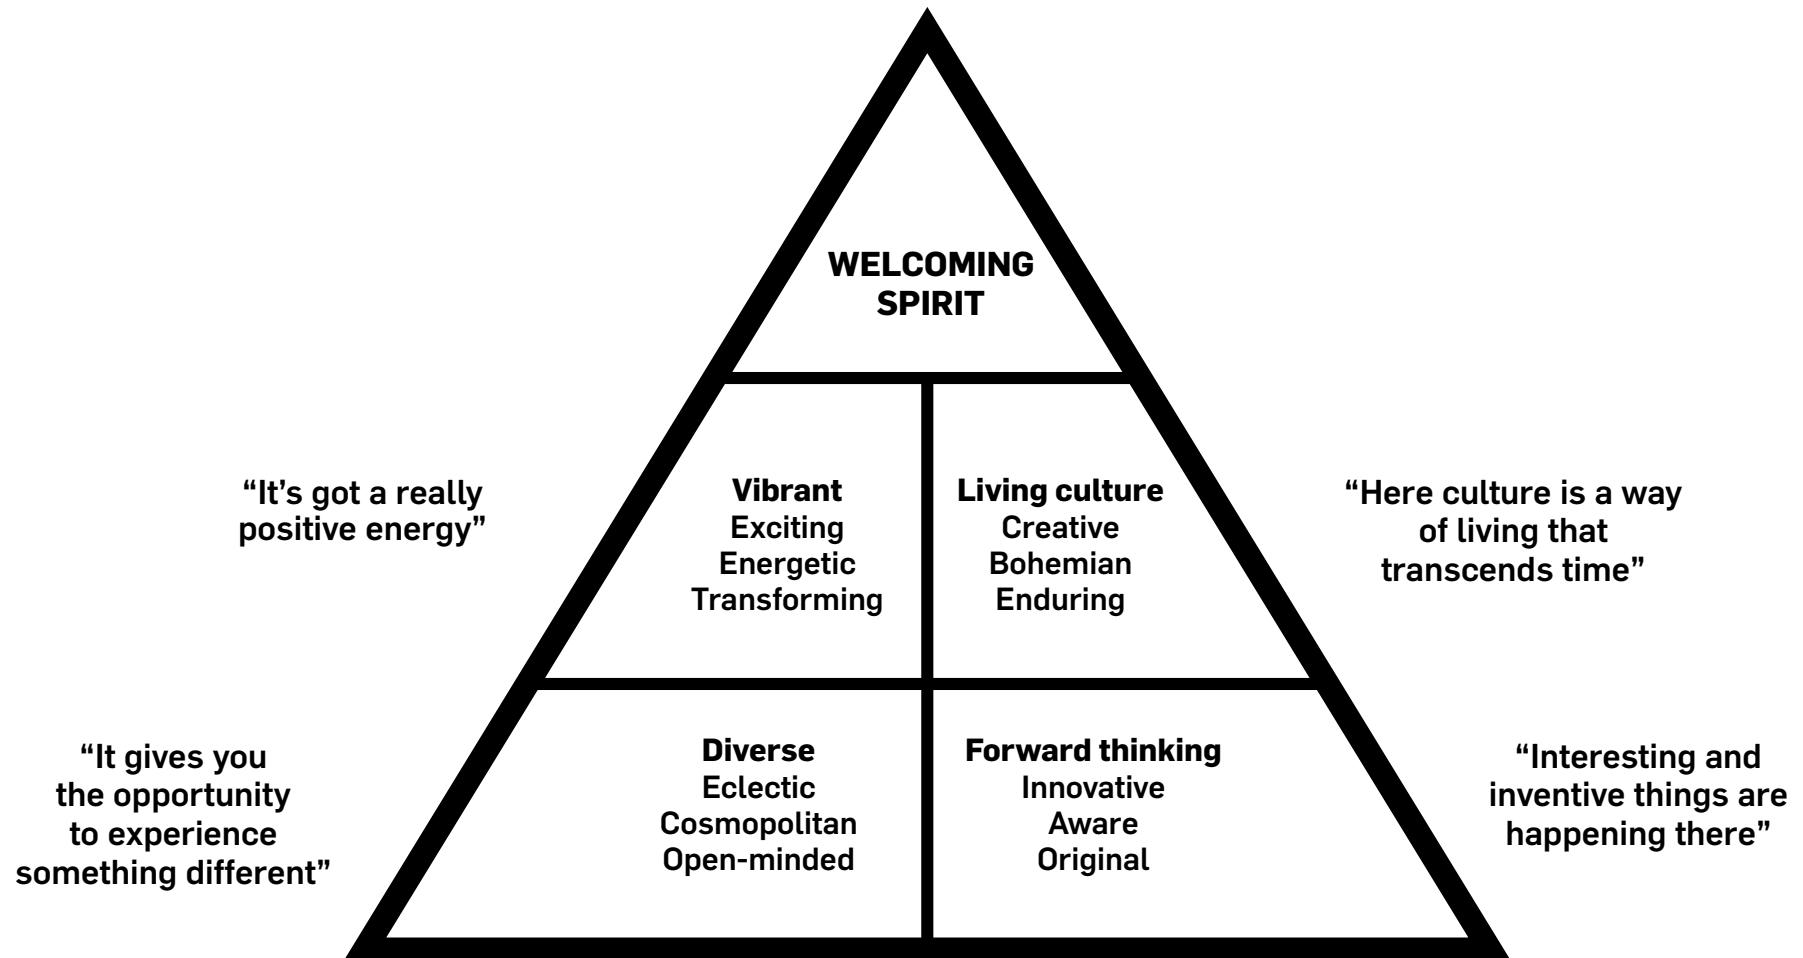 WELCOMING
SPIRIT
“It’s got a really
positive energy”
Vibrant
Exciting
Energetic
Transforming
Living culture
Creative
Bohemian
Enduring
“Here culture is a way
of living that
transcends time”
“It gives you
the opportunity
to experience
something different”
Diverse
Eclectic
Cosmopolitan
Open-minded
Forward thinking
Innovative
Aware
Original
“Interesting and
inventive things are
happening there”